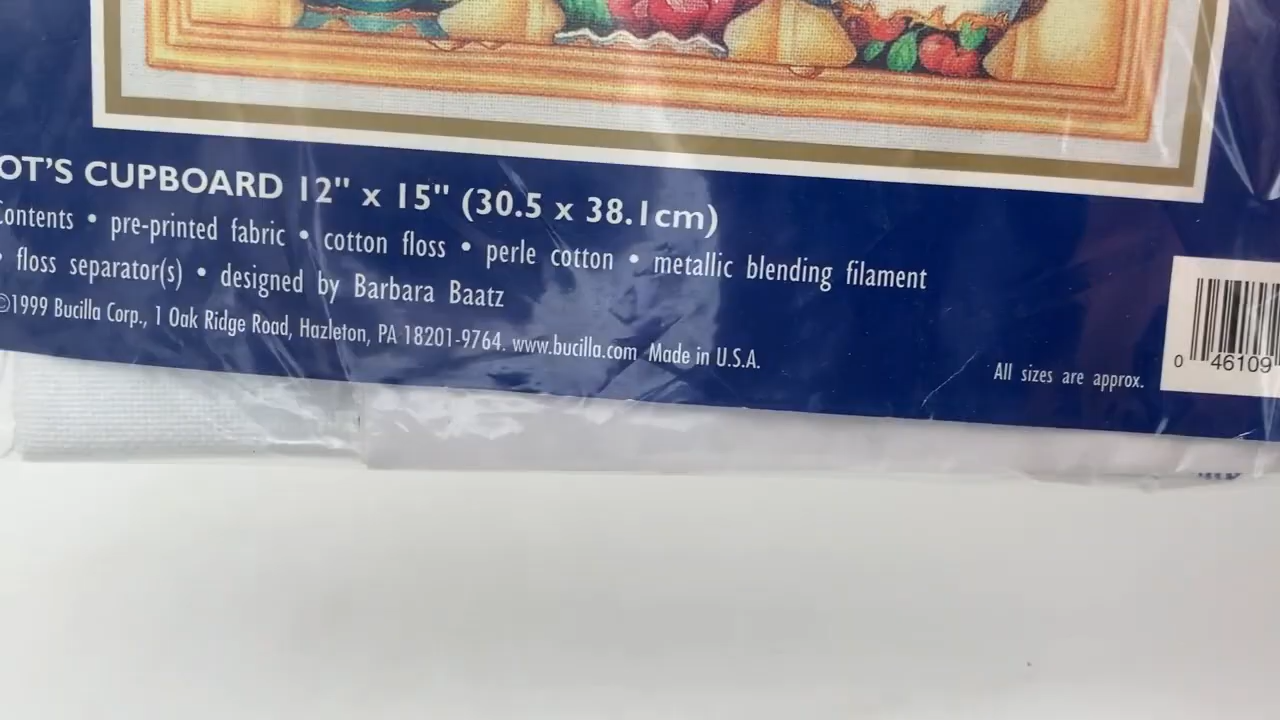 OT'S CUPBOARD 12" x 15" (30.5 x 38.1cm)
Contents • pre-printed fabric • cotton floss • perle cotton • metallic blending filament
• floss separator(s) • designed by Barbara Baatz
©1999 Bucilla Corp., 1 Oak Ridge Road, Hazleton, PA 18201-9764. www.bucilla.com Made in U.S.A.
All sizes are approx.
0 46109